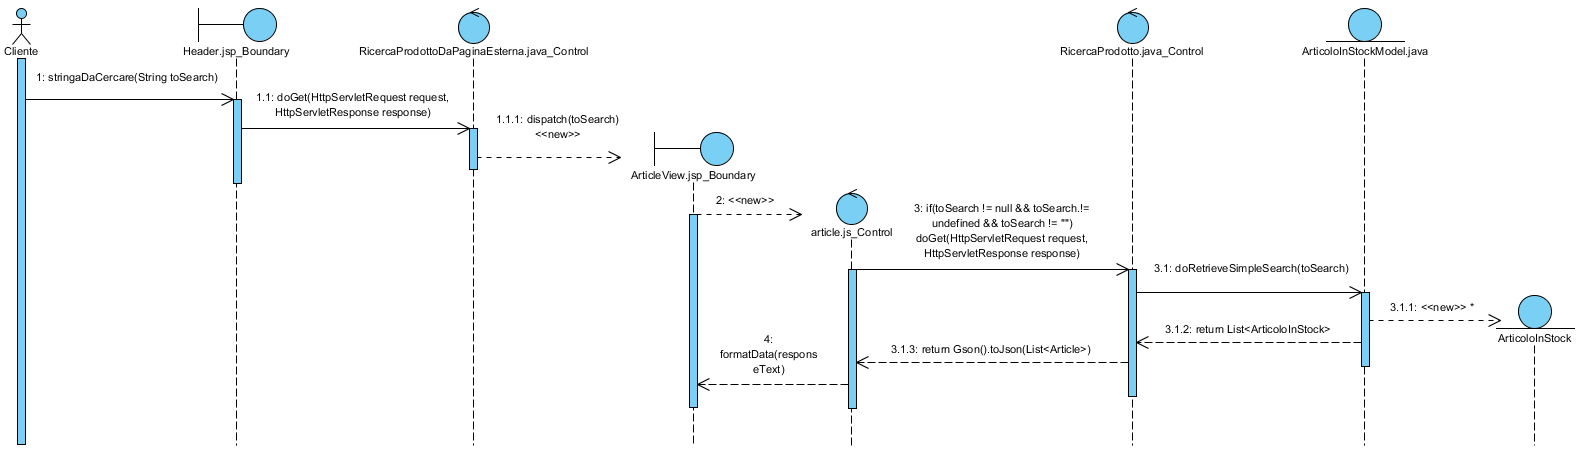 Cliente
Header.jsp_Boundary
RicercaProdottoDaPaginaEsterna.java_Control
RicercaProdotto.java_Control
ArticoloInStockModel.java
1: stringaDaCercare(String toSearch)
1.1: doGet(HttpServletRequest request,
HttpServletResponse response)
1.1.1: dispatch(toSearch)
<<new>>
ArticleView.jsp_Boundary
2: <<new>>
article.js_Control
3: if(toSearch != null && toSearch.!=
undefined && toSearch != "")
doGet(HttpServletRequest request,
HttpServletResponse response)
3.1: doRetrieveSimpleSearch(toSearch)
3.1.1: <<new>> *
ArticoloInStock
3.1.2: return List<ArticoloInStock>
3.1.3: return Gson().toJson(List<Article>)
4:
formatData(respons
eText)